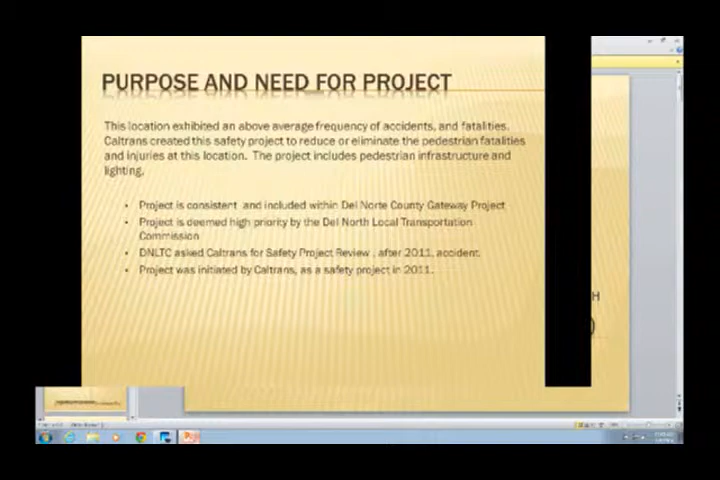 PURPOSE AND NEED FOR PROJECT
This location exhibited an above average frequency of accidents, and fatalities.
Caltrans created this safety project to reduce or eliminate the pedestrian fatalities
and injuries at this location. The project includes pedestrian infrastructure and
lighting.
• Project is consistent and included within Del Norte County Gateway Project
• Project is deemed high priority by the Del North Local Transportation
Commission
• DNLTC asked Caltrans for Safety Project Review , after 2011, accident.
• Project was initiated by Caltrans, as a safety project in 2011.
H
)